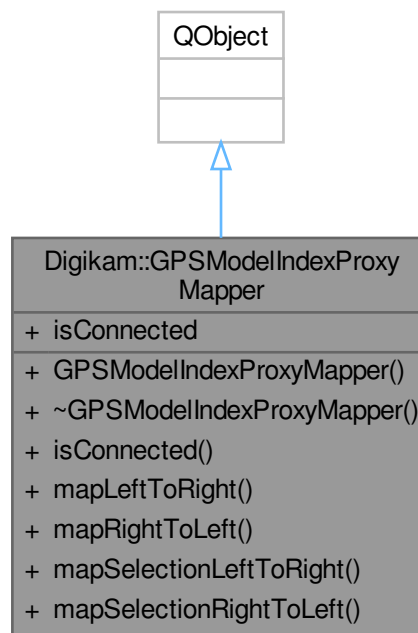 QObject
Digikam::GPSModelIndexProxy
Mapper
+ isConnected
+ GPSModelIndexProxyMapper()
+ ~GPSModelIndexProxyMapper()
+ isConnected()
+ mapLeftToRight()
+ mapRightToLeft()
+ mapSelectionLeftToRight()
+ mapSelectionRightToLeft()